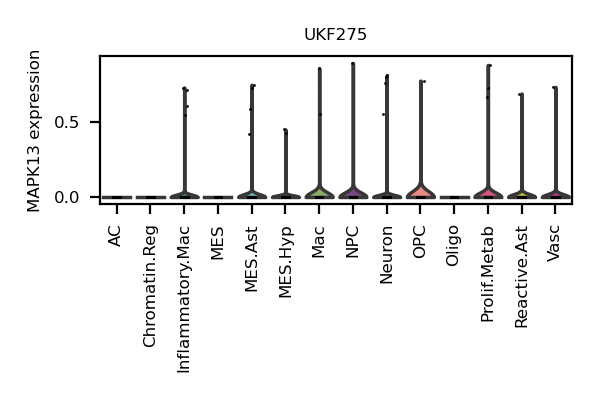 UKF275
MAPK13 expression
0.5
0.0
AC
Chromatin.Reg
Inflammatory.Mac
MES
MES.Ast
MES.Hyp
Mac
NPC
Neuron
OPC
Oligo
Prolif.Metab
Reactive.Ast
Vasc